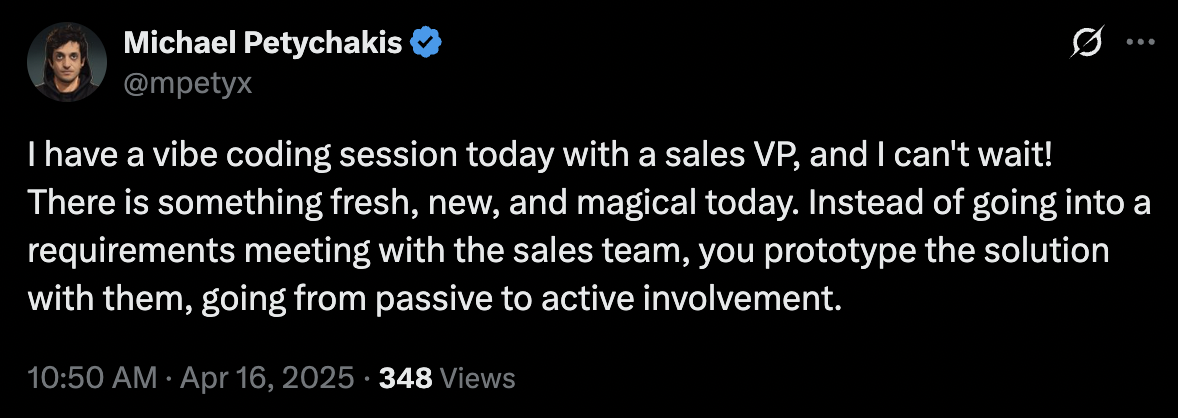 Michael Petychakis
@mpetyx
I have a vibe coding session today with a sales VP, and I can't wait!
There is something fresh, new, and magical today. Instead of going into a
requirements meeting with the sales team, you prototype the solution
with them, going from passive to active involvement.
10:50 AM · Apr 16, 2025 · 348 Views